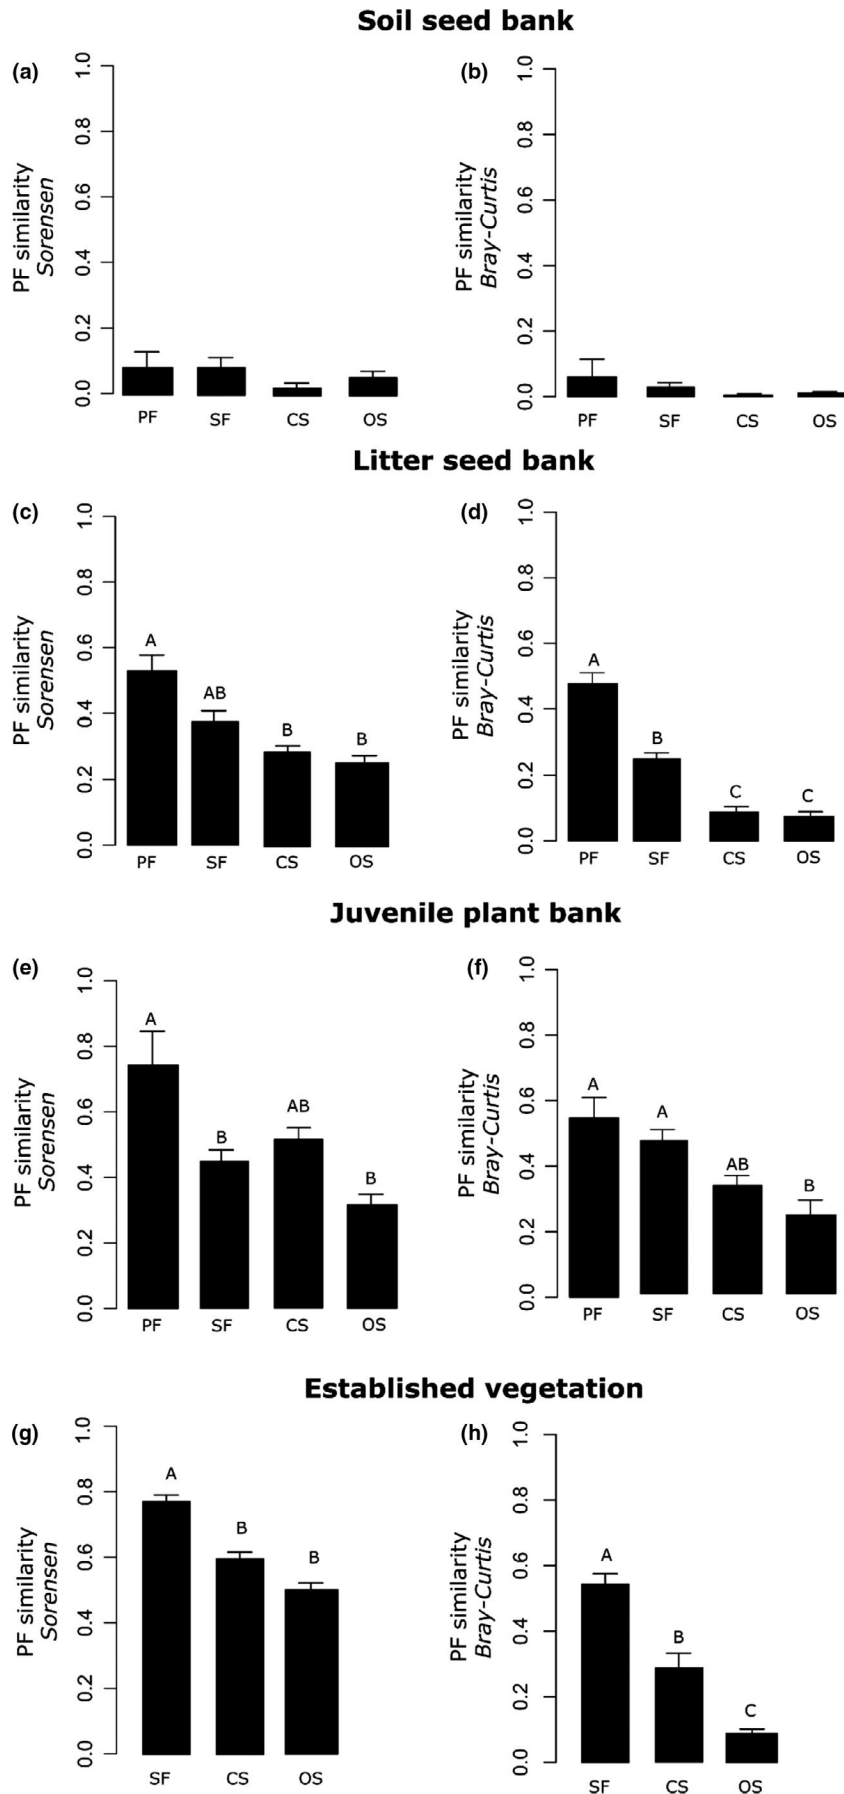 Soil seed bank
(a)
PF similarity
Sorensen
0.0 0.2 0.4 0.6 0.8 1.0
PF SF CS OS
(b)
PF similarity
Bray-Curtis
0.0 0.2 0.4 0.6 0.8 1.0
PF SF CS OS
Litter seed bank
(c)
PF similarity
Sorensen
0.0 0.2 0.4 0.6 0.8 1.0
A AB B B
PF SF CS OS
(d)
PF similarity
Bray-Curtis
0.0 0.2 0.4 0.6 0.8 1.0
A B C C
PF SF CS OS
Juvenile plant bank
(e)
PF similarity
Sorensen
0.0 0.2 0.4 0.6 0.8 1.0
A B AB B
PF SF CS OS
(f)
PF similarity
Bray-Curtis
0.0 0.2 0.4 0.6 0.8 1.0
A A AB B
PF SF CS OS
Established vegetation
(g)
PF similarity
Sorensen
0.0 0.2 0.4 0.6 0.8 1.0
A B B
SF CS OS
(h)
PF similarity
Bray-Curtis
0.0 0.2 0.4 0.6 0.8 1.0
A B C
SF CS OS